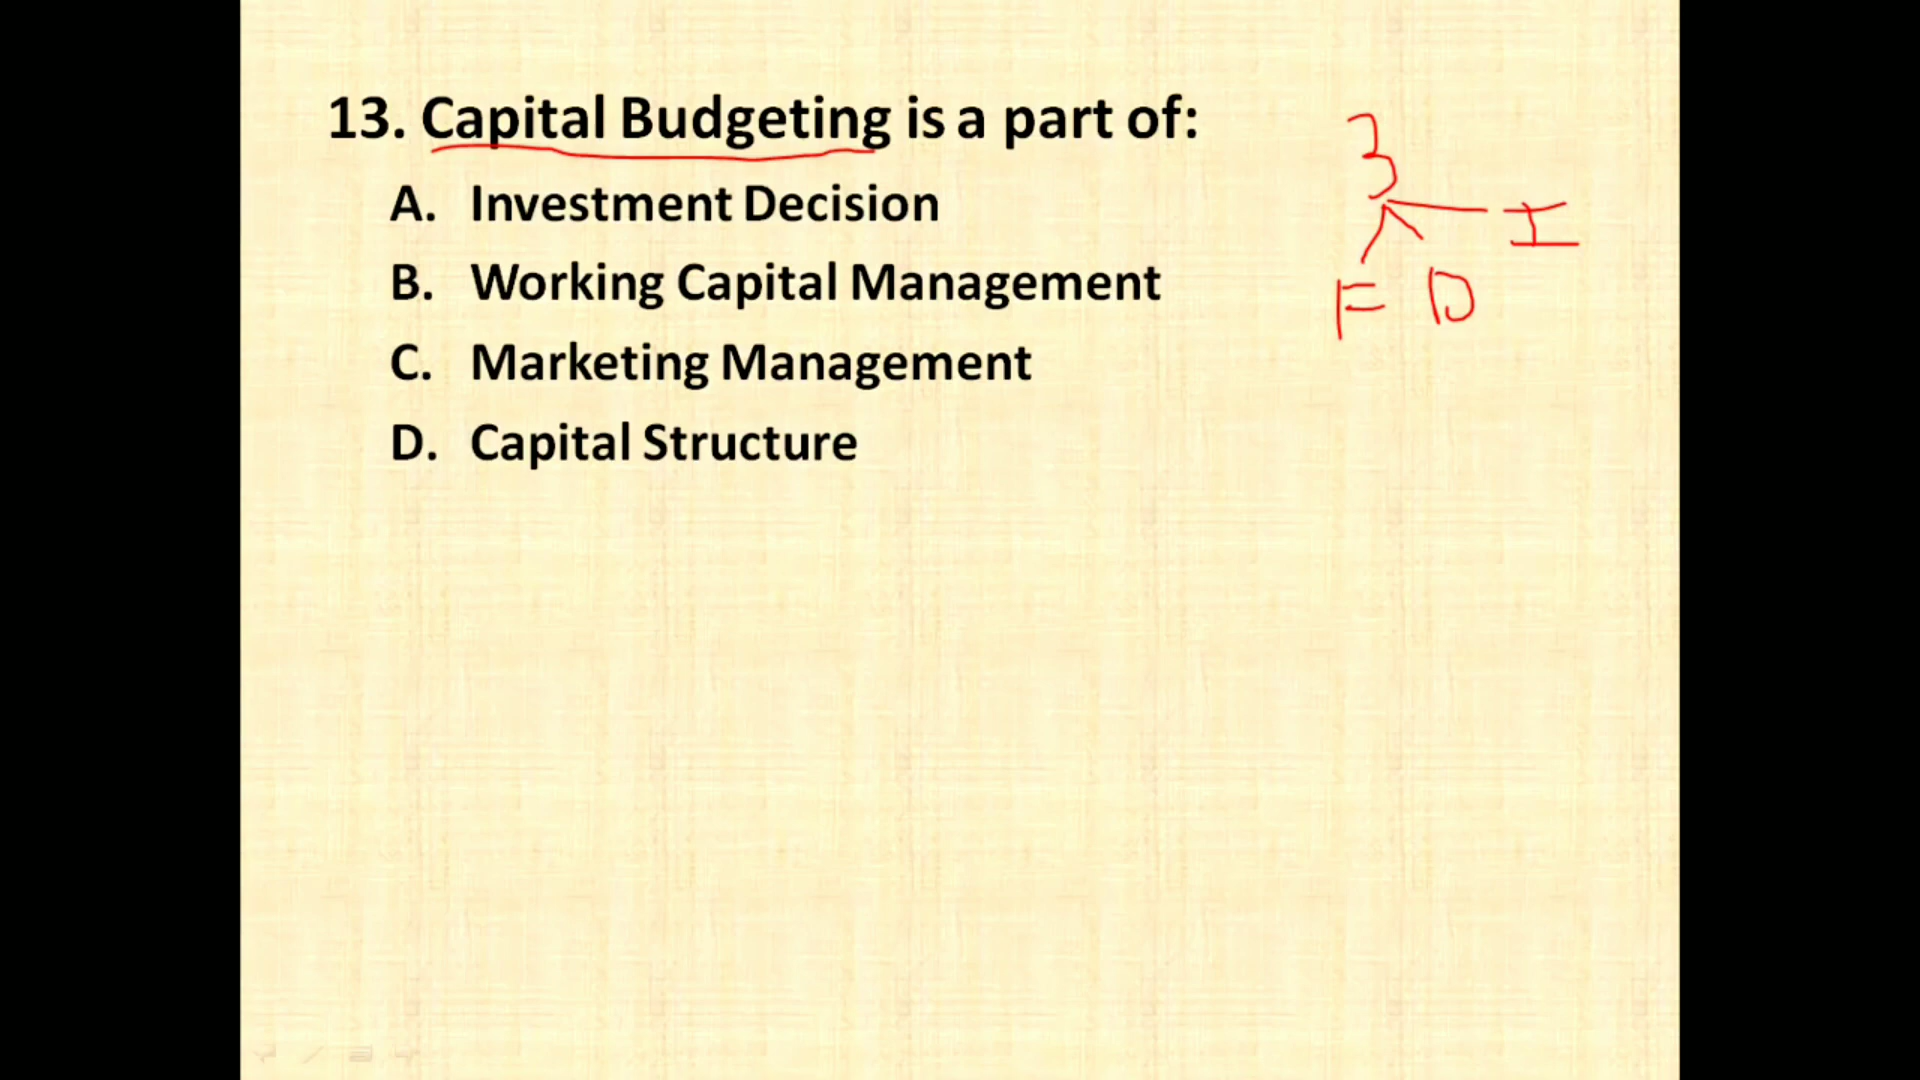 13. Capital Budgeting is a part of:
A. Investment Decision
B. Working Capital Management
C. Marketing Management
D. Capital Structure
3
I
F D